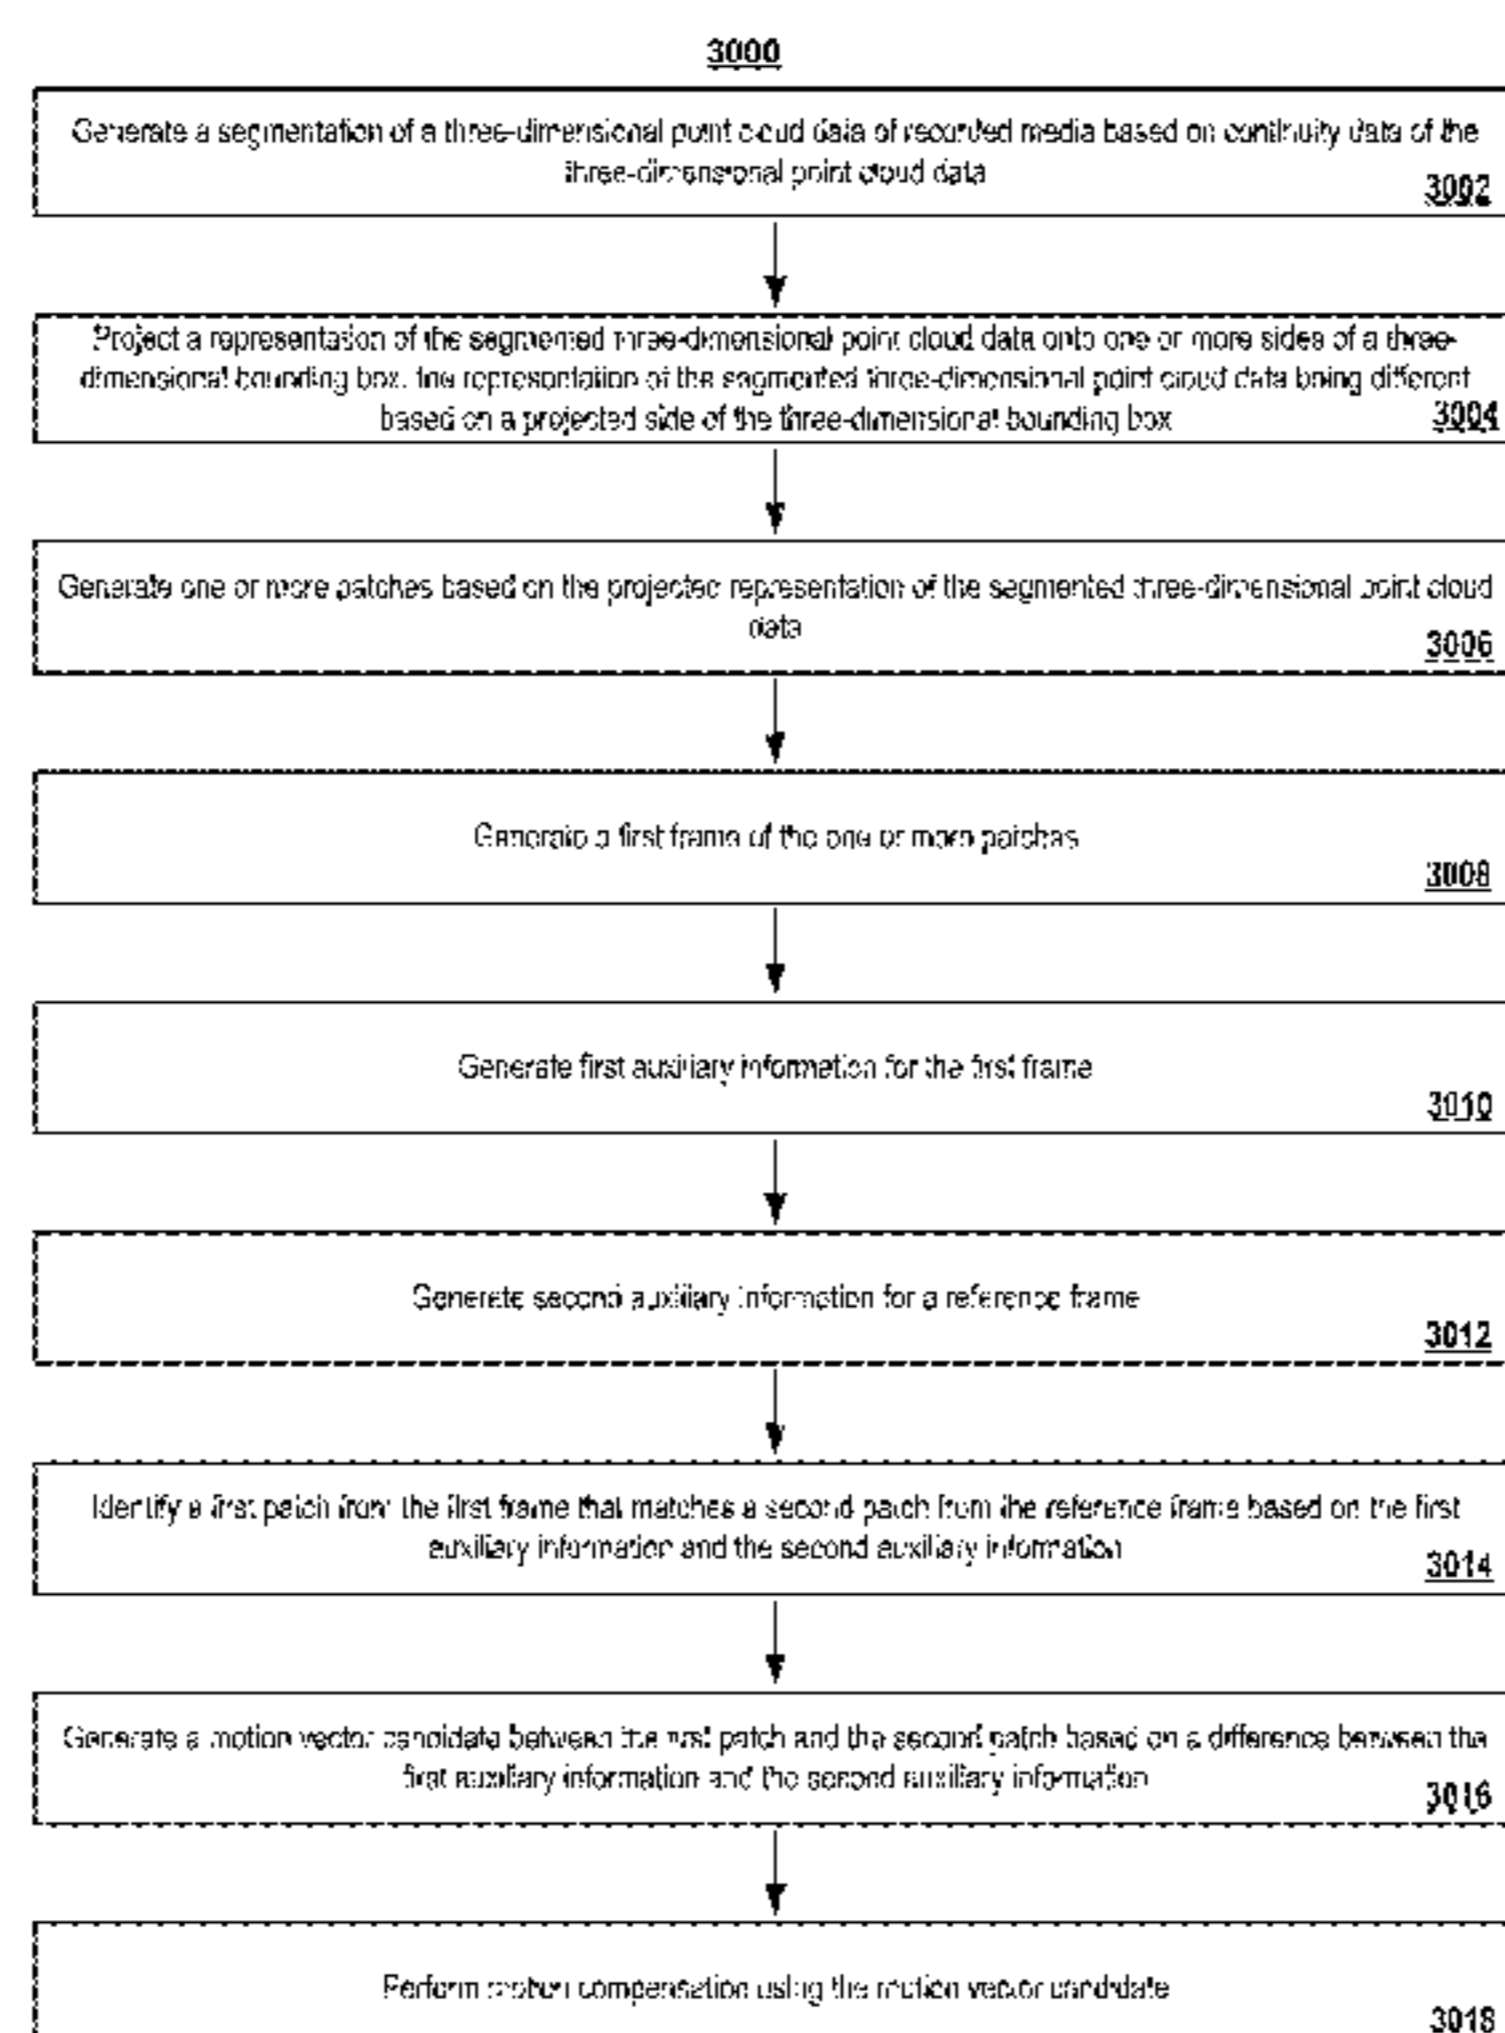 3000
Generate a segmentation of a three-dimensional point cloud data of recorded media based on continuity data of the
three-dimensional point cloud data
3002
Project a representation of the segmented three-dimensional point cloud data onto one or more sides of a three-
dimensional bounding box, the representation of the segmented three-dimensional point cloud data being different
based on a projected side of the three-dimensional bounding box
3004
Generate one or more patches based on the projected representation of the segmented three-dimensional point cloud
data
3006
Generate a first frame of the one or more patches
3008
Generate first auxiliary information for the first frame
3010
Generate second auxiliary information for a reference frame
3012
Identify a first patch from the first frame that matches a second patch from the reference frame based on the first
auxiliary information and the second auxiliary information
3014
Generate a motion vector candidate between the first patch and the second patch based on a difference between the
first auxiliary information and the second auxiliary information
3016
Perform motion compensation using the motion vector candidate
3018